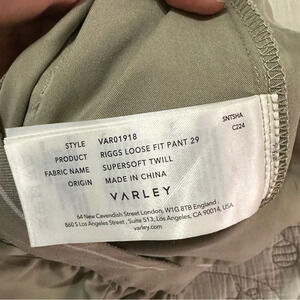 STYLE VAR01918
PRODUCT RIGGS LOOSE FIT PANT 29
FABRIC NAME SUPERSOFT TWILL
ORIGIN MADE IN CHINA
SNTSHA
C224
VARLEY
64 New Cavendish Street London, W1G 8TB England.
860 S Los Angeles Street, Suite 513, Los Angeles, CA 90014, USA
varley.com